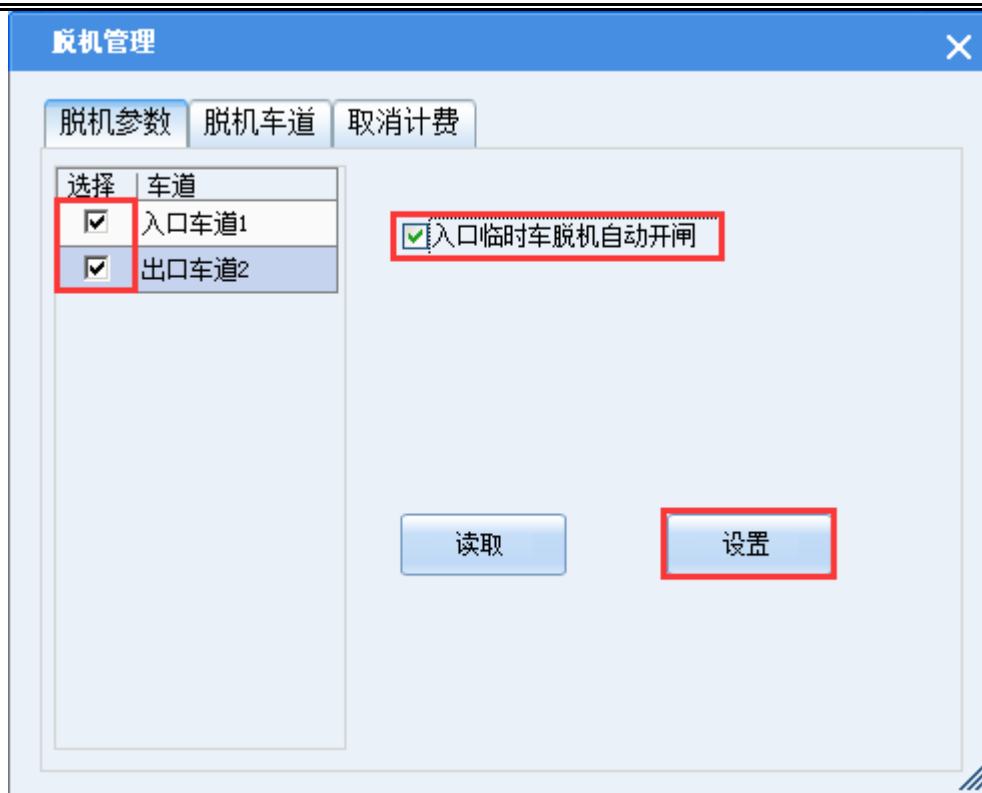 脱机管理
脱机参数 脱机车道 取消计费
选择 车道
入口车道1
出口车道2
入口临时车脱机自动开闸
读取 设置